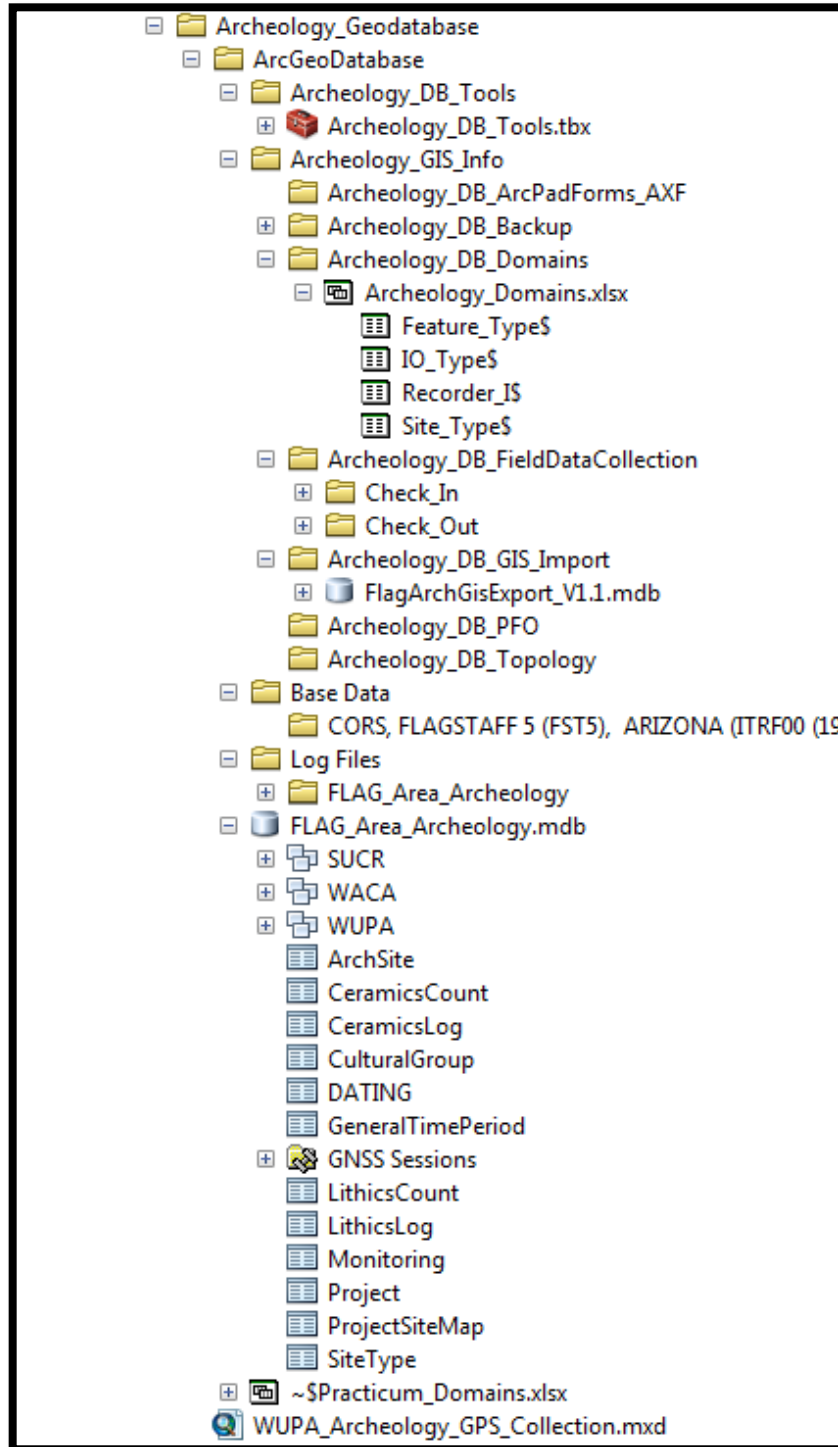 Archeology_Geodatabase
ArcGeoDatabase
Archeology_DB_Tools
Archeology_DB_Tools.tbx
Archeology_GIS_Info
Archeology_DB_ArcPadForms_AXF
Archeology_DB_Backup
Archeology_DB_Domains
Archeology_Domains.xlsx
Feature_Type$
IO_Type$
Recorder_I$
Site_Type$
Archeology_DB_FieldDataCollection
Check_In
Check_Out
Archeology_DB_GIS_Import
FlagArchGisExport_V1.1.mdb
Archeology_DB_PFO
Archeology_DB_Topology
Base Data
CORS, FLAGSTAFF 5 (FST5),  ARIZONA (ITRF00 (19
Log Files
FLAG_Area_Archeology
FLAG_Area_Archeology.mdb
SUCR
WACA
WUPA
ArchSite
CeramicsCount
CeramicsLog
CulturalGroup
DATING
GeneralTimePeriod
GNSS Sessions
LithicsCount
LithicsLog
Monitoring
Project
ProjectSiteMap
SiteType
~$Practicum_Domains.xlsx
WUPA_Archeology_GPS_Collection.mxd